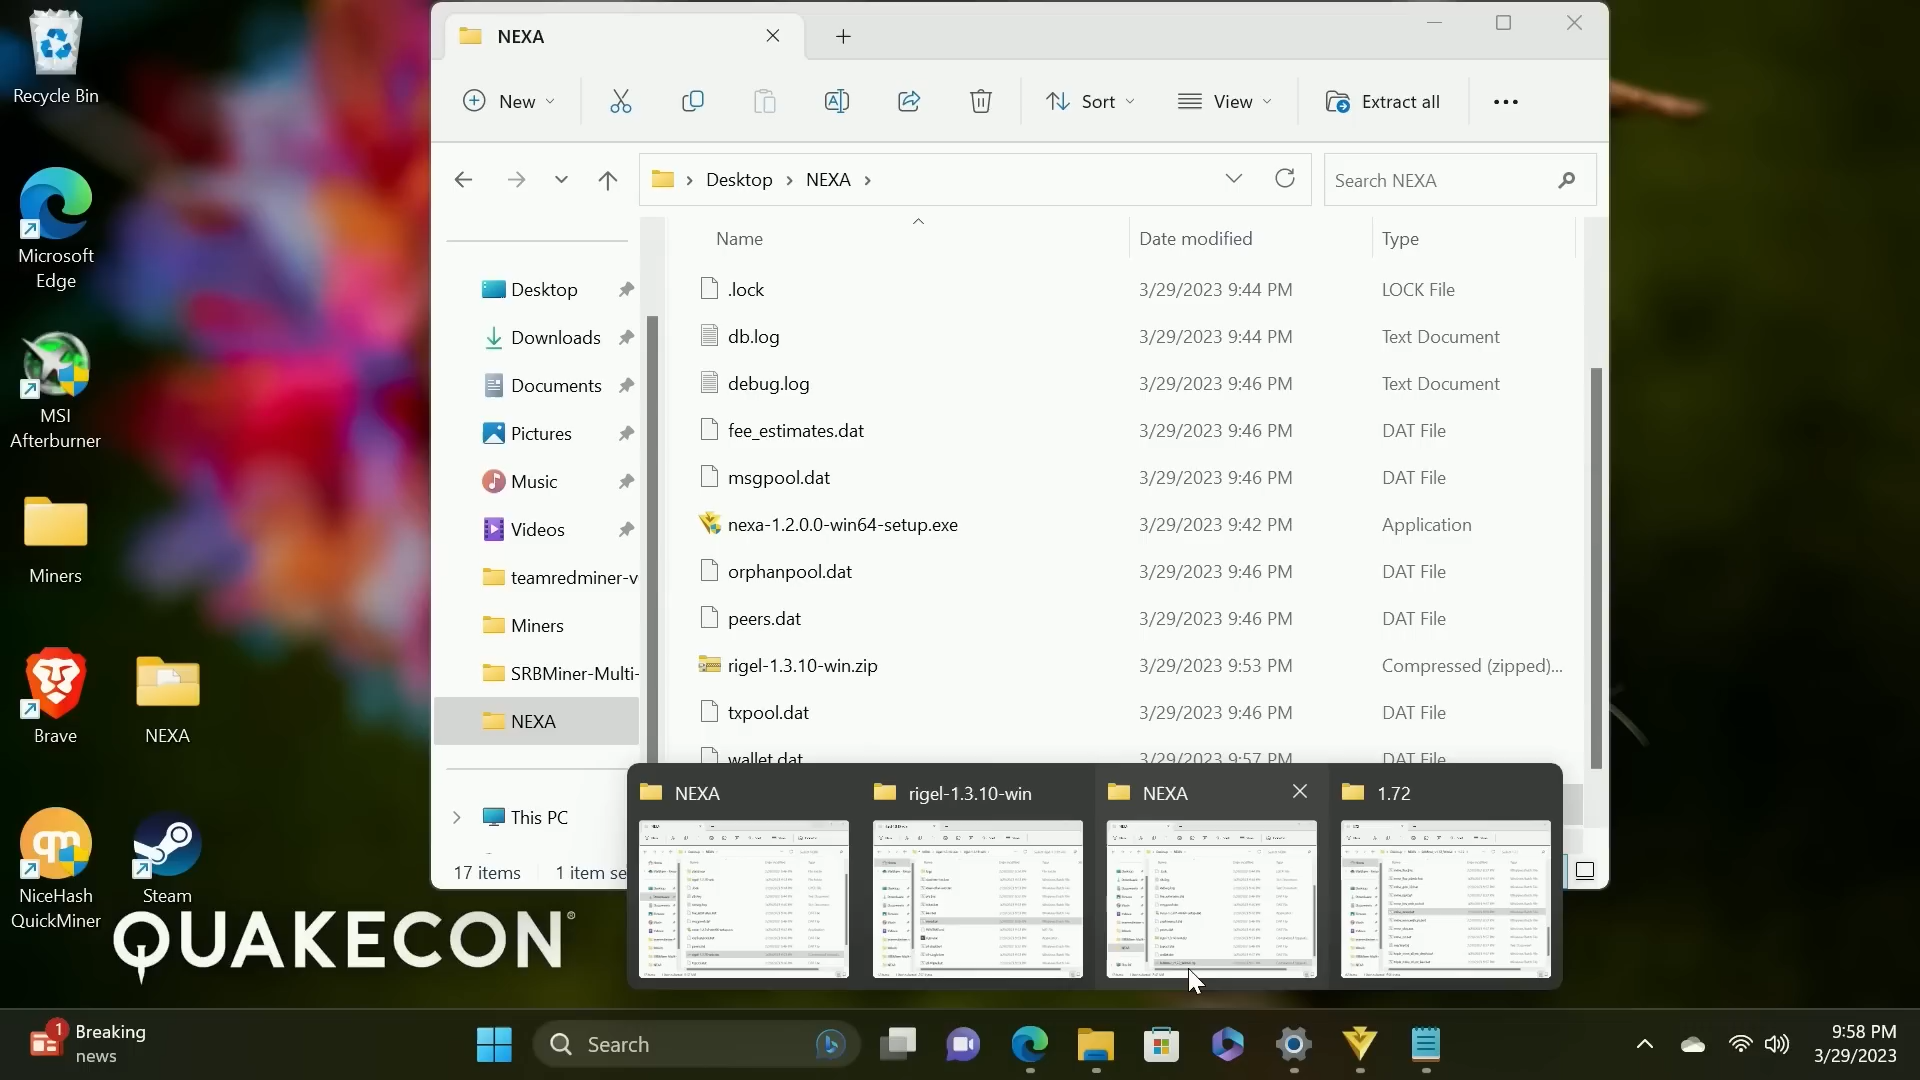 Recycle Bin
Microsoft
Edge
MSI
Afterburner
Miners
Brave
NEXA
NiceHash
QuickMiner
Steam
QUAKECON®
NEXA
New
Sort
View
Extract all
Desktop
NEXA
Search NEXA
Name
Date modified
Type
Desktop
Downloads
Documents
Pictures
Music
Videos
teamredminer-v
Miners
SRBMiner-Multi-
NEXA
This PC
.lock 3/29/2023 9:44 PM LOCK File
db.log 3/29/2023 9:44 PM Text Document
debug.log 3/29/2023 9:46 PM Text Document
fee_estimates.dat 3/29/2023 9:46 PM DAT File
msgpool.dat 3/29/2023 9:46 PM DAT File
nexa-1.2.0.0-win64-setup.exe 3/29/2023 9:42 PM Application
orphanpool.dat 3/29/2023 9:46 PM DAT File
peers.dat 3/29/2023 9:46 PM DAT File
rigel-1.3.10-win.zip 3/29/2023 9:53 PM Compressed (zipped)...
txpool.dat 3/29/2023 9:46 PM DAT File
wallet.dat 3/29/2023 9:57 PM DAT File
17 items 1 item se
NEXA
rigel-1.3.10-win
NEXA
1.72
1
Breaking
news
Search
9:58 PM
3/29/2023